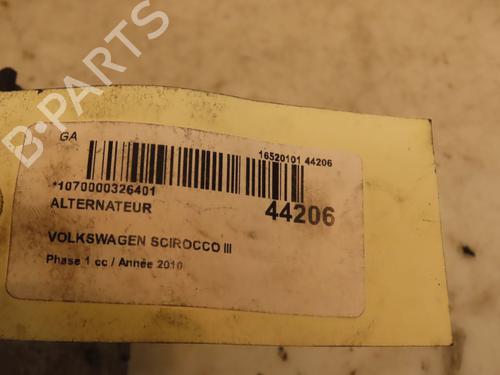 B-PARTS
GA
16520101 44206
*1070000326401
ALTERNATEUR
44206
VOLKSWAGEN SCIROCCO III
Phase 1 cc / Année 2010